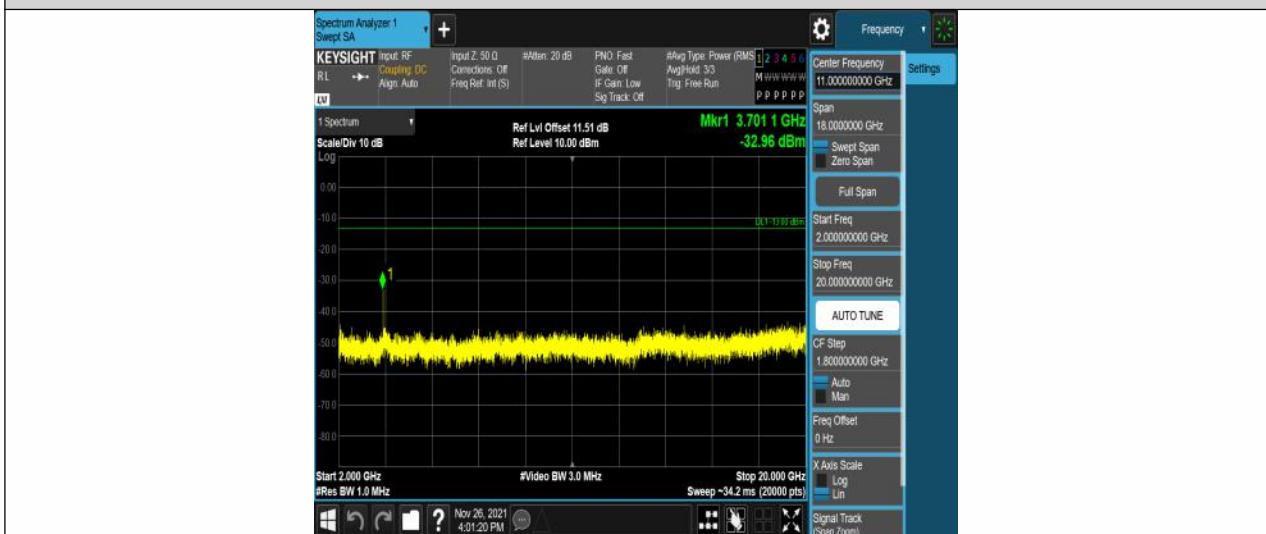 Spectrum Analyzer 1
Swept SA
+
Frequency
KEYSIGHT
RL
LV
Input: RF
Coupling: DC
Align: Auto
Input Z: 50 Ω
Corrections: Off
Freq Ref: Int (S)
#Atten: 20 dB
PNO: Fast
Gate: Off
IF Gain: Low
Sig Track: Off
#Avg Type: Power (RMS
Avg|Hold: 3/3
Trig: Free Run
1 2 3 4 5 6
M W W W W W
P P P P P P
Center Frequency
11.000000000 GHz
Settings
1 Spectrum
Scale/Div 10 dB
Log
Ref Lvl Offset 11.51 dB
Ref Level 10.00 dBm
Mkr1 3.701 1 GHz
-32.96 dBm
0.00
-10.0
-20.0
-30.0
-40.0
-50.0
-60.0
-70.0
-80.0
DL1 -13.00 dBm
1
Start 2.000 GHz
#Res BW 1.0 MHz
#Video BW 3.0 MHz
Stop 20.000 GHz
Sweep ~34.2 ms (20000 pts)
Span
18.0000000 GHz
Swept Span
Zero Span
Full Span
Start Freq
2.000000000 GHz
Stop Freq
20.000000000 GHz
AUTO TUNE
CF Step
1.800000000 GHz
Auto
Man
Freq Offset
0 Hz
X Axis Scale
Log
Lin
Signal Track
(Span Zoom)
?
Nov 26, 2021
4:01:20 PM